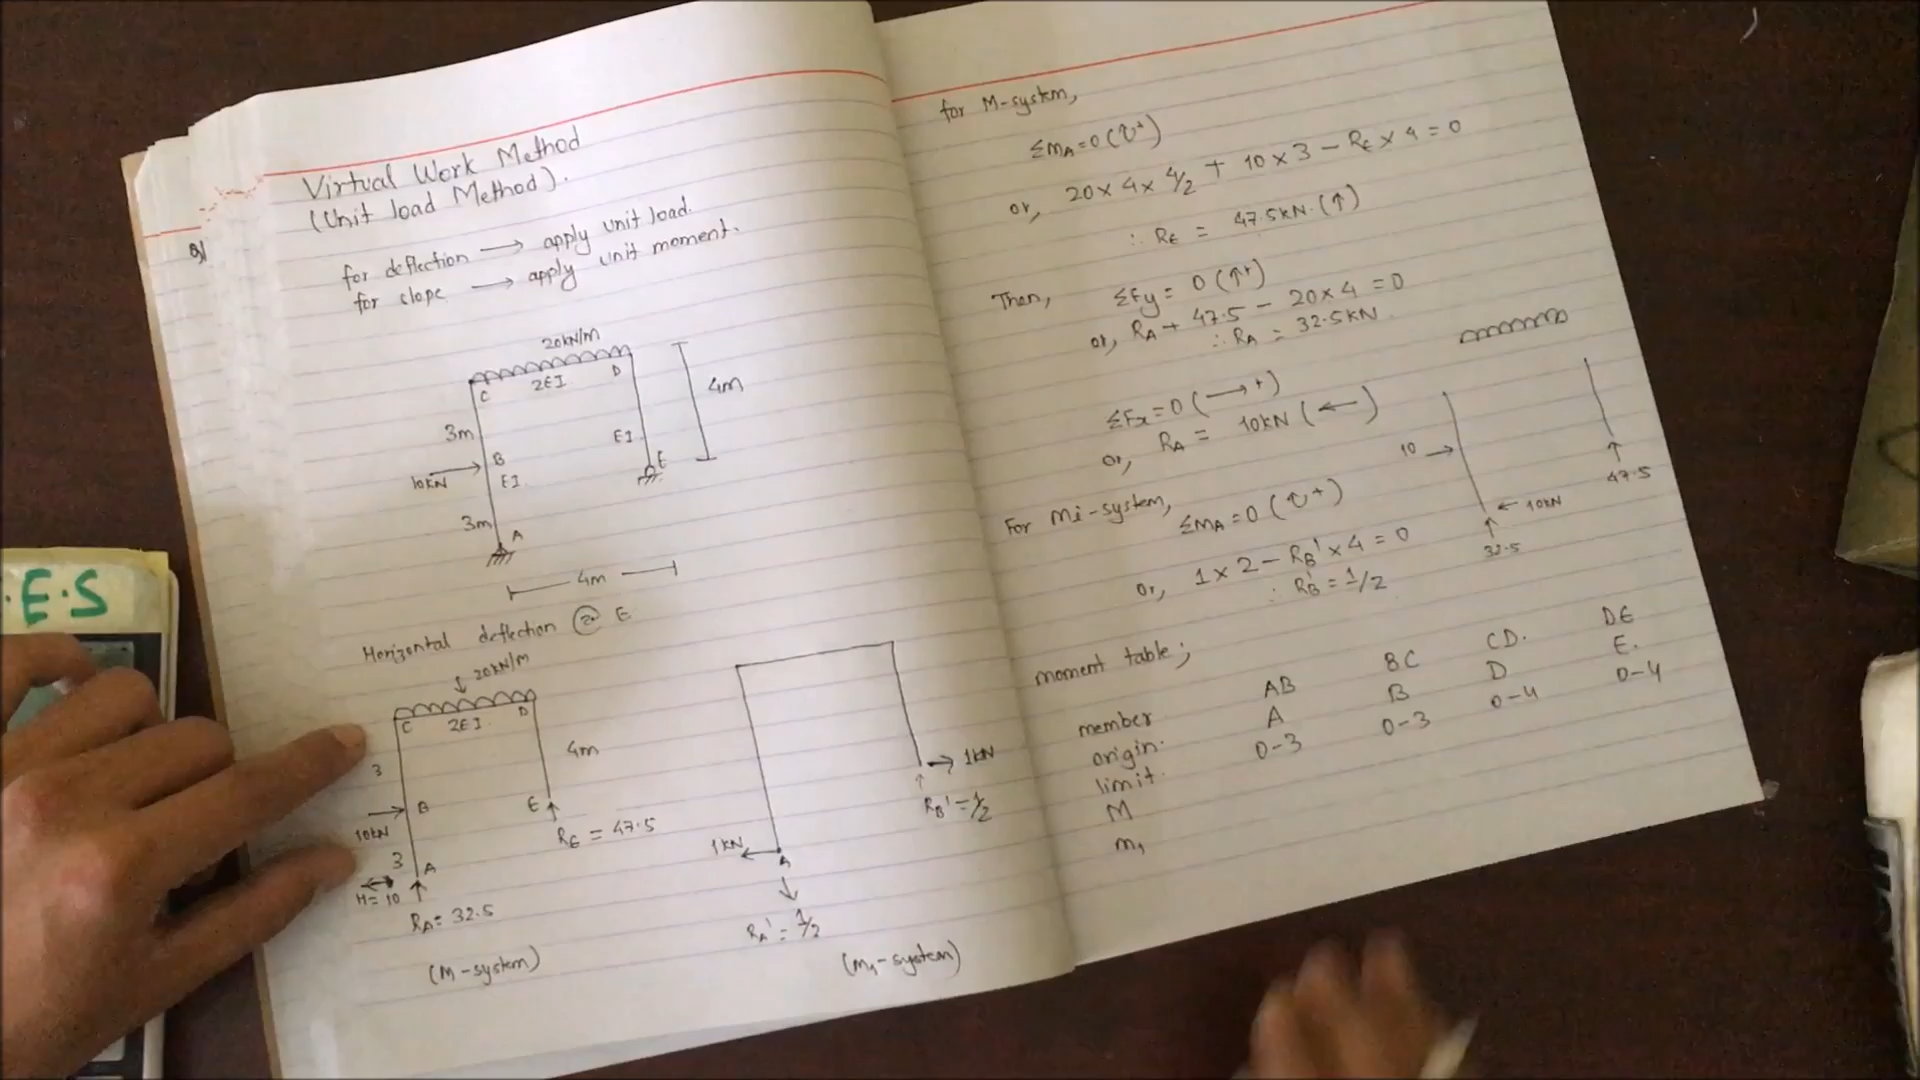 Virtual Work Method
(Unit load Method).
Q)
for deflection → apply unit load.
for slope → apply unit moment.
20kN/m
C
2EI
D
4m
3m
B
EI
E
10KN
EI.
3m
A
4m
Horizontal deflection @ E
↓ 20kN/m
C
2EI.
D
3
4m
B
E
10kN
RE = 47.5
3
A
H= 10
RA= 32.5
(M-system)
1kN
RB' = 1/2
1KN
A
RA' = 1/2
(m1-system)
.E.S
for M-system,
ΣMA=0 (↻+)
or, 20 x 4 x 4/2 + 10 x 3 - RE x 4 = 0
∴ RE = 47.5kN. (↑)
Then, ΣFy = 0 (↑+)
or, RA + 47.5 - 20x4 = 0
∴ RA = 32.5kN
ΣFx=0 (→+)
or, RA = 10kN (←)
10
47.5
← 10kN
32.5
For Mi-system,
ΣMA=0 (↻+)
or, 1 x 2 - RB' x 4 = 0
∴ RB' = 1/2
moment table;
member AB BC CD. DE
origin. A B D E.
limit. 0-3 0-3 0-4 0-4
M
m1